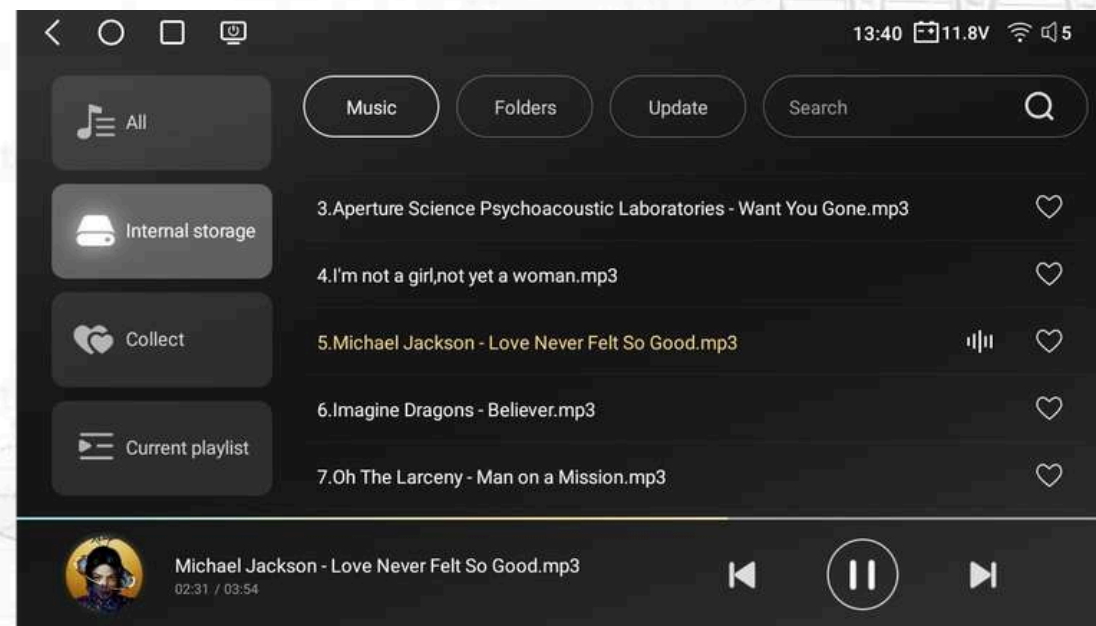 13:40 11.8V 5
All
Internal storage
Collect
Current playlist
Music Folders Update Search
3.Aperture Science Psychoacoustic Laboratories - Want You Gone.mp3
4.I'm not a girl,not yet a woman.mp3
5.Michael Jackson - Love Never Felt So Good.mp3
6.Imagine Dragons - Believer.mp3
7.Oh The Larceny - Man on a Mission.mp3
Michael Jackson - Love Never Felt So Good.mp3
02:31 / 03:54